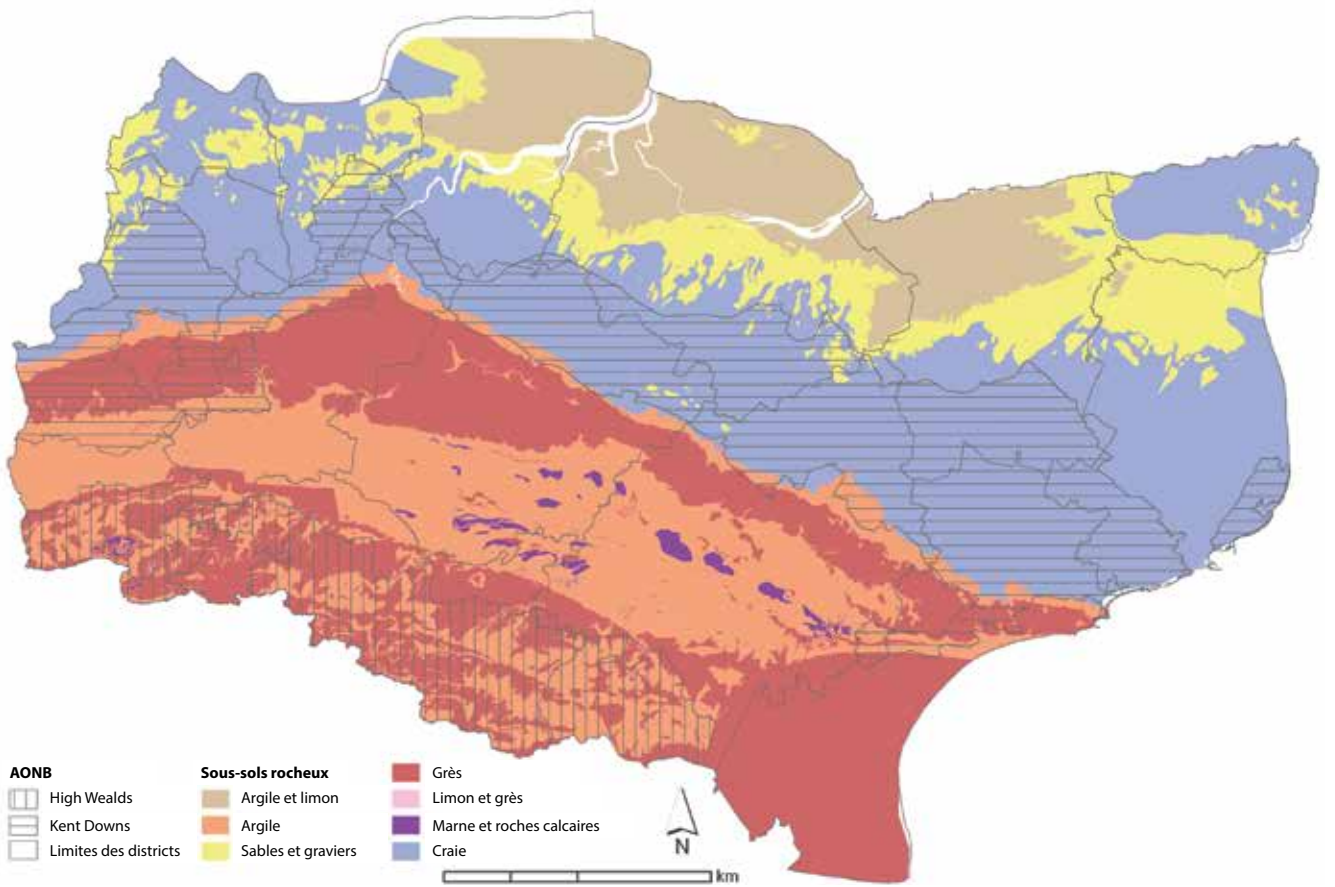 AONB
High Wealds
Kent Downs
Limites des districts
Sous-sols rocheux
Argile et limon
Argile
Sables et graviers
Grès
Limon et grès
Marne et roches calcaires
Craie
N
km